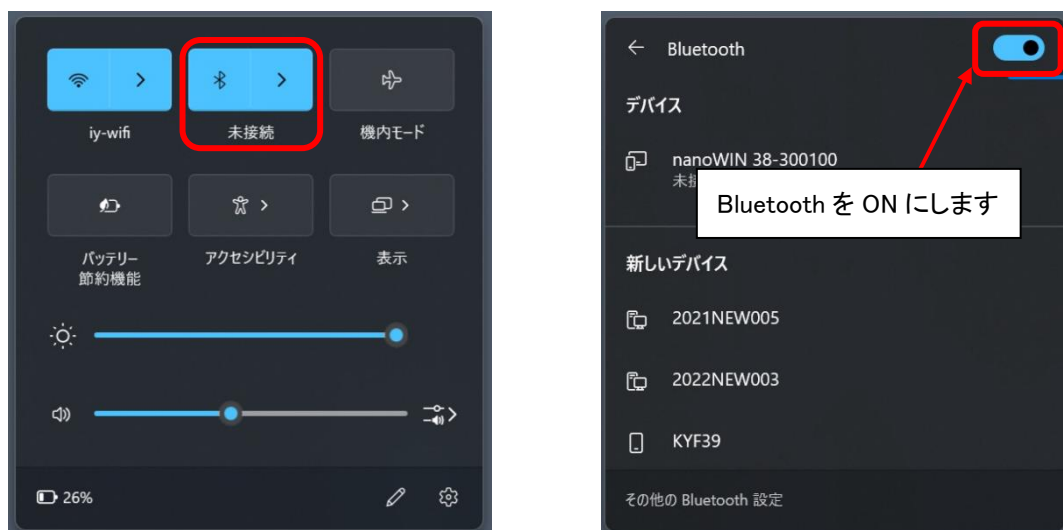 iy-wifi
未接続
機内モード
バッテリー
節約機能
アクセシビリティ
表示
26%
Bluetooth
デバイス
nanoWIN 38-300100
Bluetooth を ON にします
新しいデバイス
2021NEW005
2022NEW003
KYF39
その他の Bluetooth 設定